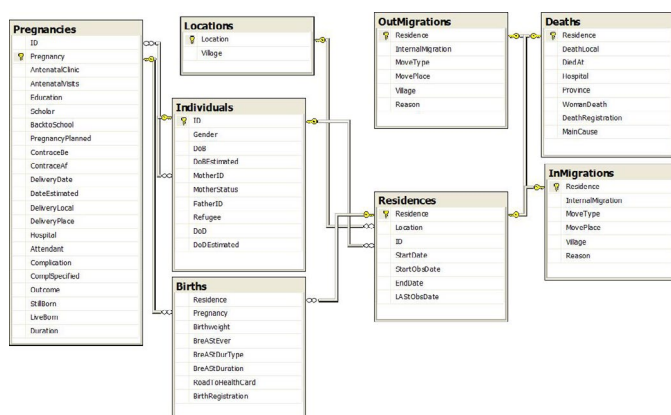 Pregnancies
ID
Pregnancy
AntenatalClinic
AntenatalVisits
Education
Scholar
BacktoSchool
PregnancyPlanned
ContraceBe
ContraceAf
DeliveryDate
DateEstimated
DeliveryLocal
DeliveryPlace
Hospital
Attendant
Complication
ComplSpecified
Outcome
StillBorn
LiveBorn
Duration
Locations
Location
Village
Individuals
ID
Gender
DoB
DoBEstimated
MotherID
MotherStatus
FatherID
Refugee
DoD
DoDEstimated
Births
Residence
Pregnancy
Birthweight
BreAStEver
BreAStDurType
BreAStDuration
RoadToHealthCard
BirthRegistration
OutMigrations
Residence
InternalMigration
MoveType
MovePlace
Village
Reason
Residences
Residence
Location
ID
StartDate
StartObsDate
EndDate
LAStObsDate
Deaths
Residence
DeathLocal
DiedAt
Hospital
Province
WomanDeath
DeathRegistration
MainCause
InMigrations
Residence
InternalMigration
MoveType
MovePlace
Village
Reason